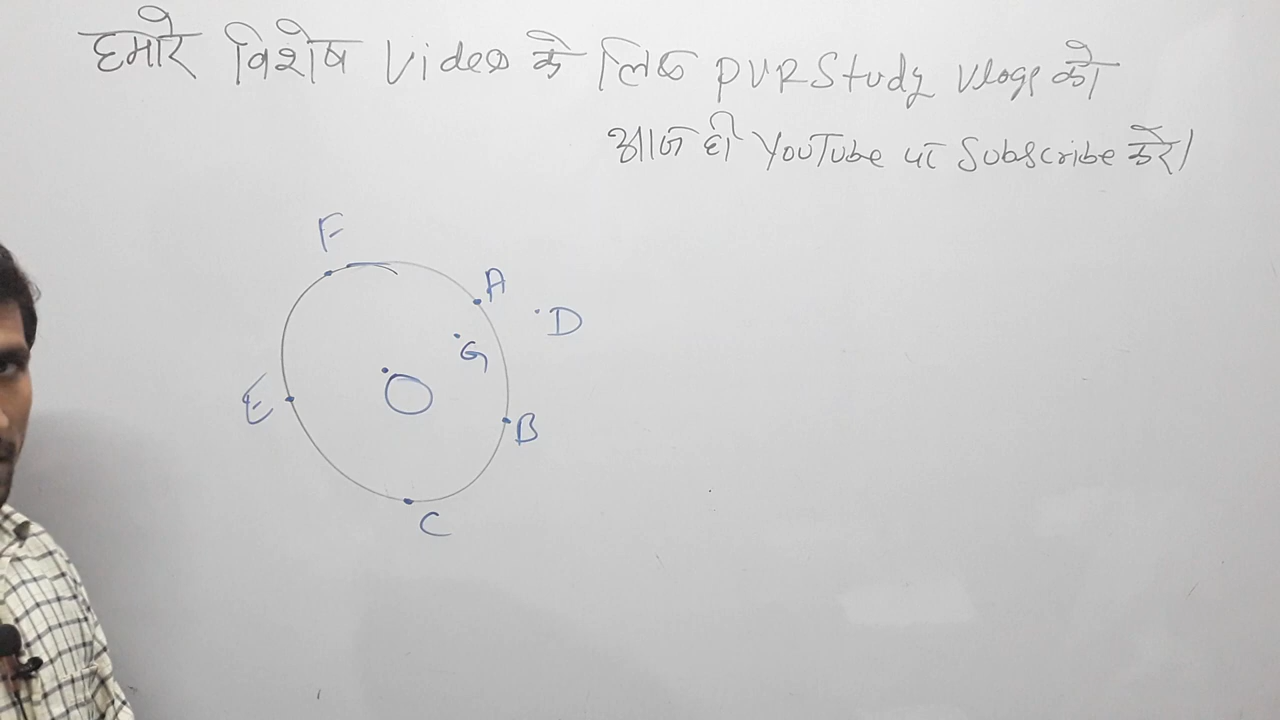 हमारे विशेष Video के लिए PVR Study Vlogs को
आज ही YouTube पर Subscribe करें।
F
A
D
G
O
E
B
C